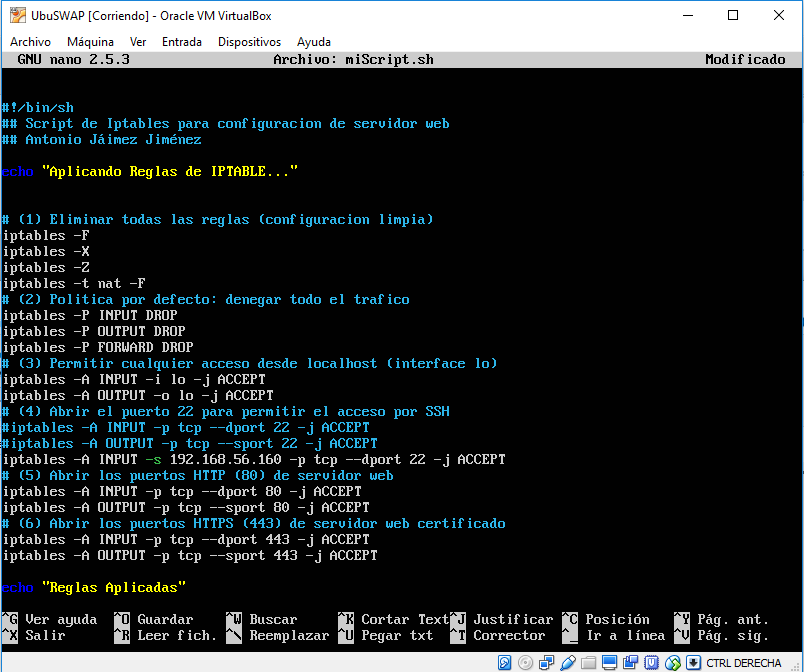 UbuSWAP [Corriendo] - Oracle VM VirtualBox
Archivo Máquina Ver Entrada Dispositivos Ayuda
GNU nano 2.5.3 Archivo: miScript.sh Modificado
#!/bin/sh
## Script de Iptables para configuracion de servidor web
## Antonio Jáimez Jiménez
echo "Aplicando Reglas de IPTABLE..."
# (1) Eliminar todas las reglas (configuracion limpia)
iptables -F
iptables -X
iptables -Z
iptables -t nat -F
# (2) Politica por defecto: denegar todo el trafico
iptables -P INPUT DROP
iptables -P OUTPUT DROP
iptables -P FORWARD DROP
# (3) Permitir cualquier acceso desde localhost (interface lo)
iptables -A INPUT -i lo -j ACCEPT
iptables -A OUTPUT -o lo -j ACCEPT
# (4) Abrir el puerto 22 para permitir el acceso por SSH
#iptables -A INPUT -p tcp --dport 22 -j ACCEPT
#iptables -A OUTPUT -p tcp --sport 22 -j ACCEPT
iptables -A INPUT -s 192.168.56.160 -p tcp --dport 22 -j ACCEPT
# (5) Abrir los puertos HTTP (80) de servidor web
iptables -A INPUT -p tcp --dport 80 -j ACCEPT
iptables -A OUTPUT -p tcp --sport 80 -j ACCEPT
# (6) Abrir los puertos HTTPS (443) de servidor web certificado
iptables -A INPUT -p tcp --dport 443 -j ACCEPT
iptables -A OUTPUT -p tcp --sport 443 -j ACCEPT
echo "Reglas Aplicadas"
^G Ver ayuda ^O Guardar ^W Buscar ^K Cortar Text ^J Justificar ^C Posición ^Y Pág. ant.
^X Salir ^R Leer fich. ^\ Reemplazar ^U Pegar txt ^T Corrector ^_ Ir a línea ^V Pág. sig.
CTRL DERECHA